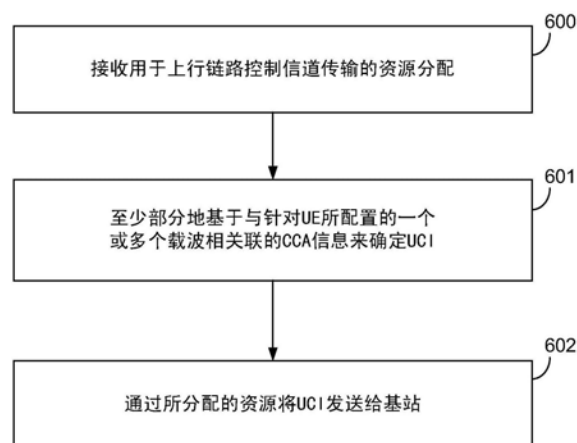 600
接收用于上行链路控制信道传输的资源分配
601
至少部分地基于与针对UE所配置的一个
或多个载波相关联的CCA信息来确定UCI
602
通过所分配的资源将UCI发送给基站